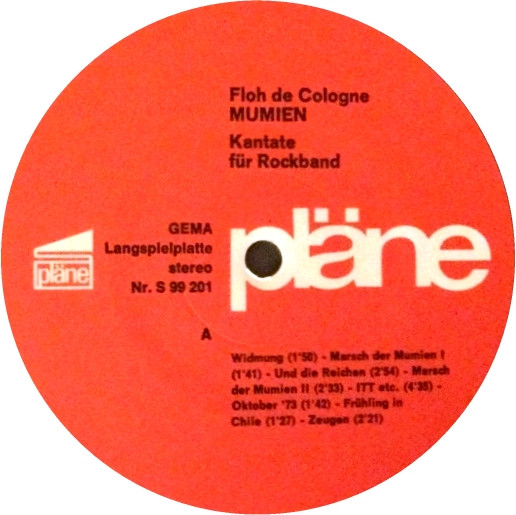 Floh de Cologne
MUMIEN
Kantate
für Rockband
GEMA
Langspielplatte
stereo
Nr. S 99 201
pläne
pläne
A
Widmung (1'50) - Marsch der Mumien I
(1'41) - Und die Reichen (2'54) - Marsch
der Mumien II (2'33) - ITT etc. (4'35) -
Oktober '73 (1'42) - Frühling in
Chile (1'27) - Zeugen (2'21)